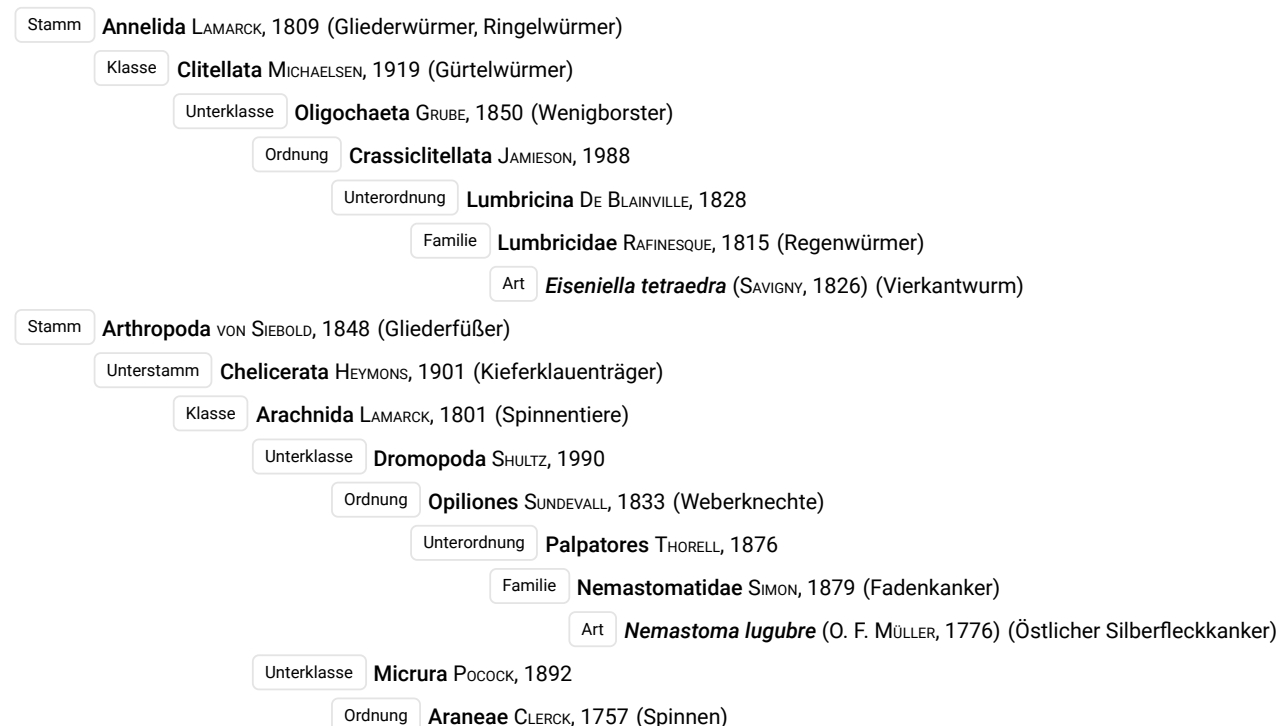 Stamm Annelida Lamarck, 1809 (Gliederwürmer, Ringelwürmer)
Klasse Clitellata Michaelsen, 1919 (Gürtelwürmer)
Unterklasse Oligochaeta Grube, 1850 (Wenigborster)
Ordnung Crassiclitellata Jamieson, 1988
Unterordnung Lumbricina De Blainville, 1828
Familie Lumbricidae Rafinesque, 1815 (Regenwürmer)
Art Eiseniella tetraedra (Savigny, 1826) (Vierkantwurm)
Stamm Arthropoda von Siebold, 1848 (Gliederfüßer)
Unterstamm Chelicerata Heymons, 1901 (Kieferklauenträger)
Klasse Arachnida Lamarck, 1801 (Spinnentiere)
Unterklasse Dromopoda Shultz, 1990
Ordnung Opiliones Sundevall, 1833 (Weberknechte)
Unterordnung Palpatores Thorell, 1876
Familie Nemastomatidae Simon, 1879 (Fadenkanker)
Art Nemastoma lugubre (O. F. Müller, 1776) (Östlicher Silberfleckkanker)
Unterklasse Micrura Pocock, 1892
Ordnung Araneae Clerck, 1757 (Spinnen)